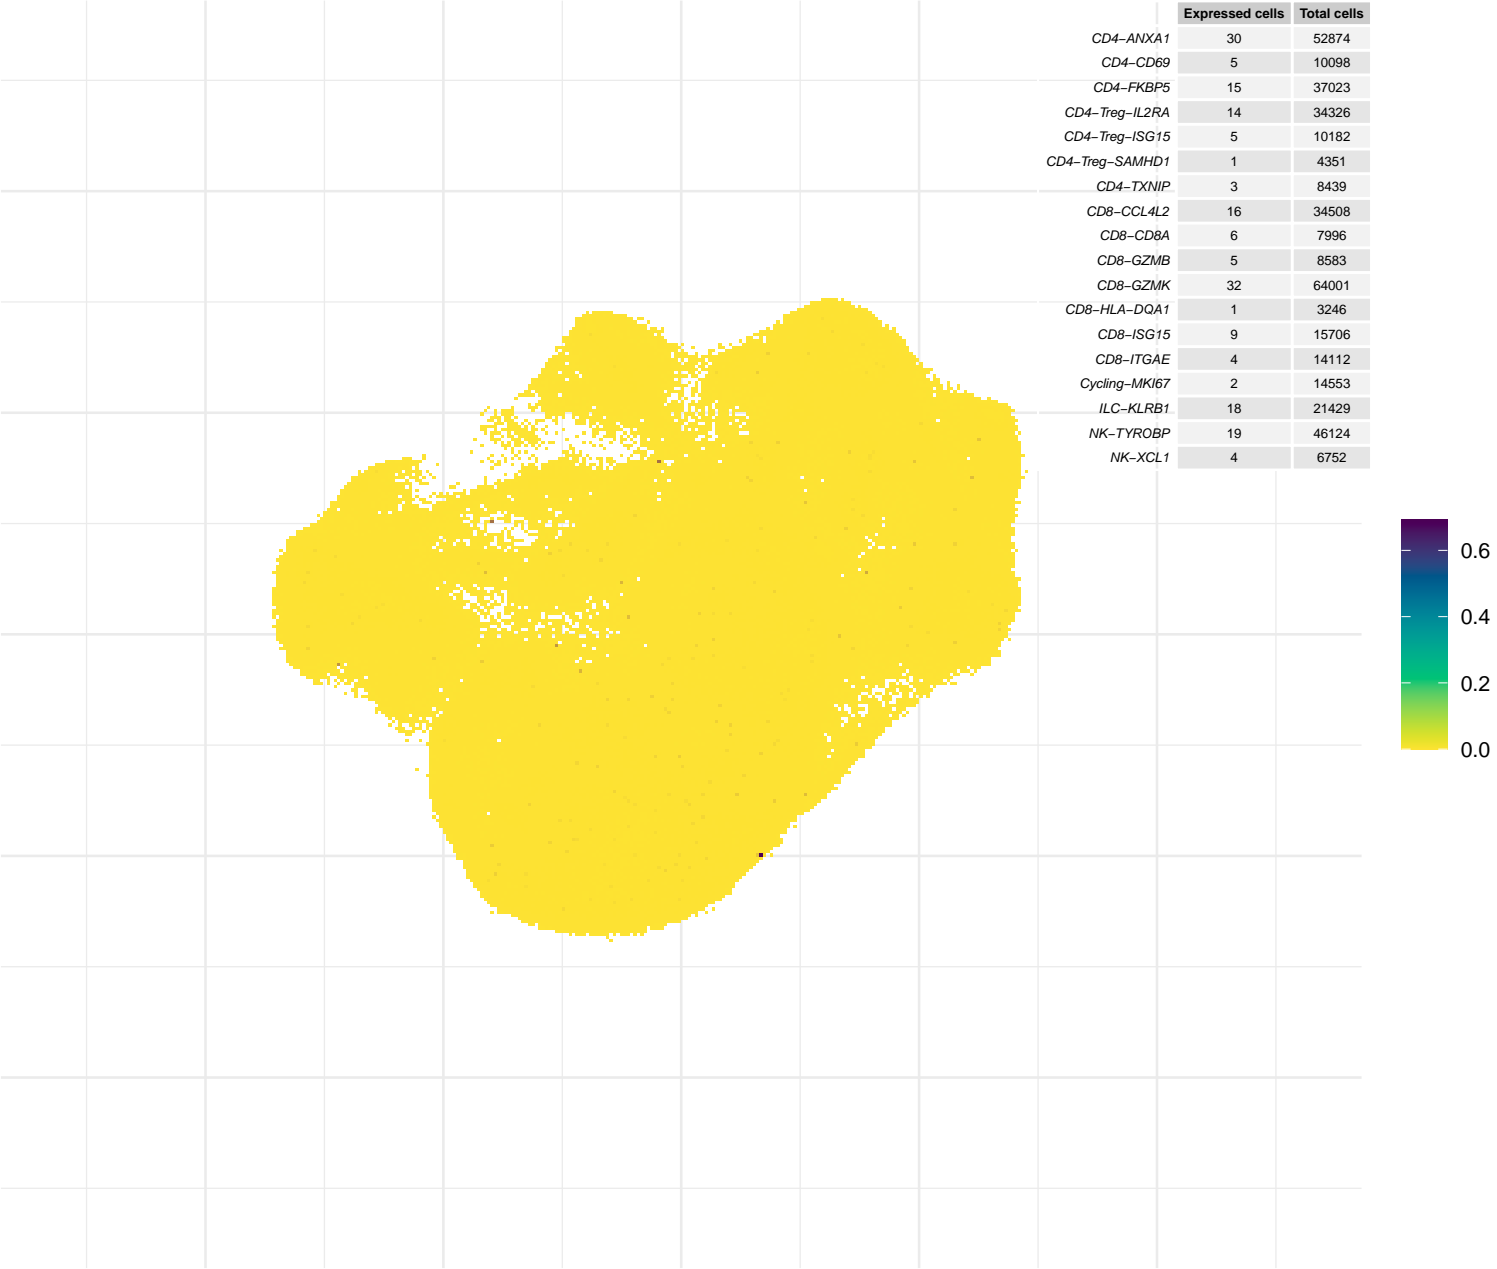 Expressed cells Total cells
CD4−ANXA1 30 52874
CD4−CD69 5 10098
CD4−FKBP5 15 37023
CD4−Treg−IL2RA 14 34326
CD4−Treg−ISG15 5 10182
CD4−Treg−SAMHD1 1 4351
CD4−TXNIP 3 8439
CD8−CCL4L2 16 34508
CD8−CD8A 6 7996
CD8−GZMB 5 8583
CD8−GZMK 32 64001
CD8−HLA−DQA1 1 3246
CD8−ISG15 9 15706
CD8−ITGAE 4 14112
Cycling−MKI67 2 14553
ILC−KLRB1 18 21429
NK−TYROBP 19 46124
NK−XCL1 4 6752
0.6
0.4
0.2
0.0